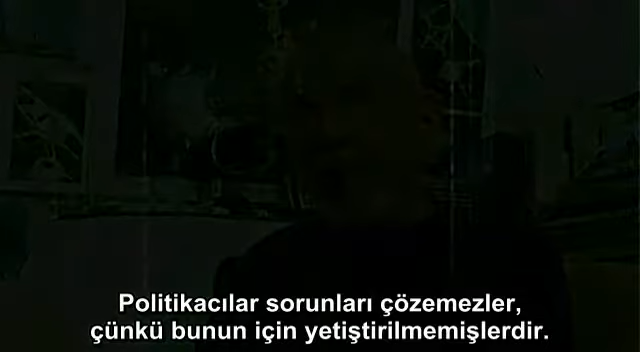 Politikacılar sorunları çözemezler,
çünkü bunun için yetiştirilmemişlerdir.